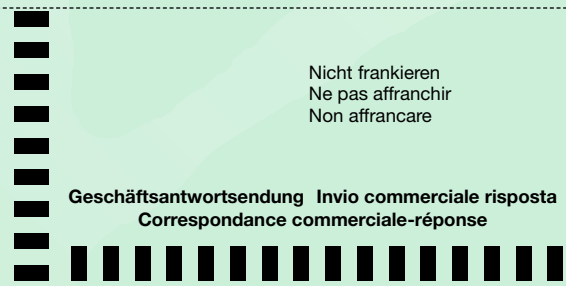 Nicht frankieren
Ne pas affranchir
Non affrancare
Geschäftsantwortsendung Invio commerciale risposta
Correspondance commerciale-réponse